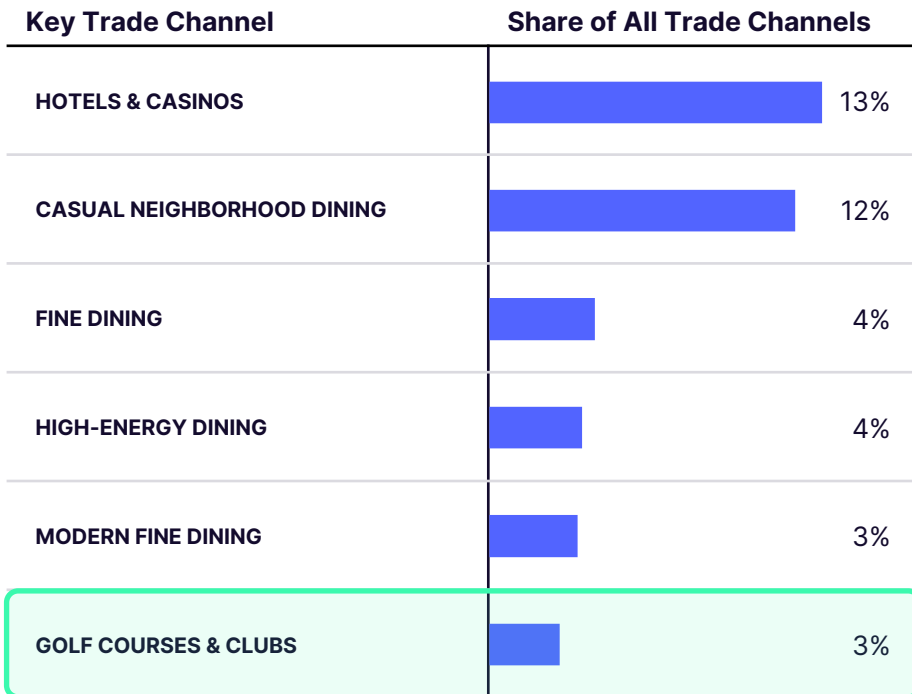 Key Trade Channel Share of All Trade Channels
HOTELS & CASINOS 13%
CASUAL NEIGHBORHOOD DINING 12%
FINE DINING 4%
HIGH-ENERGY DINING 4%
MODERN FINE DINING 3%
GOLF COURSES & CLUBS 3%